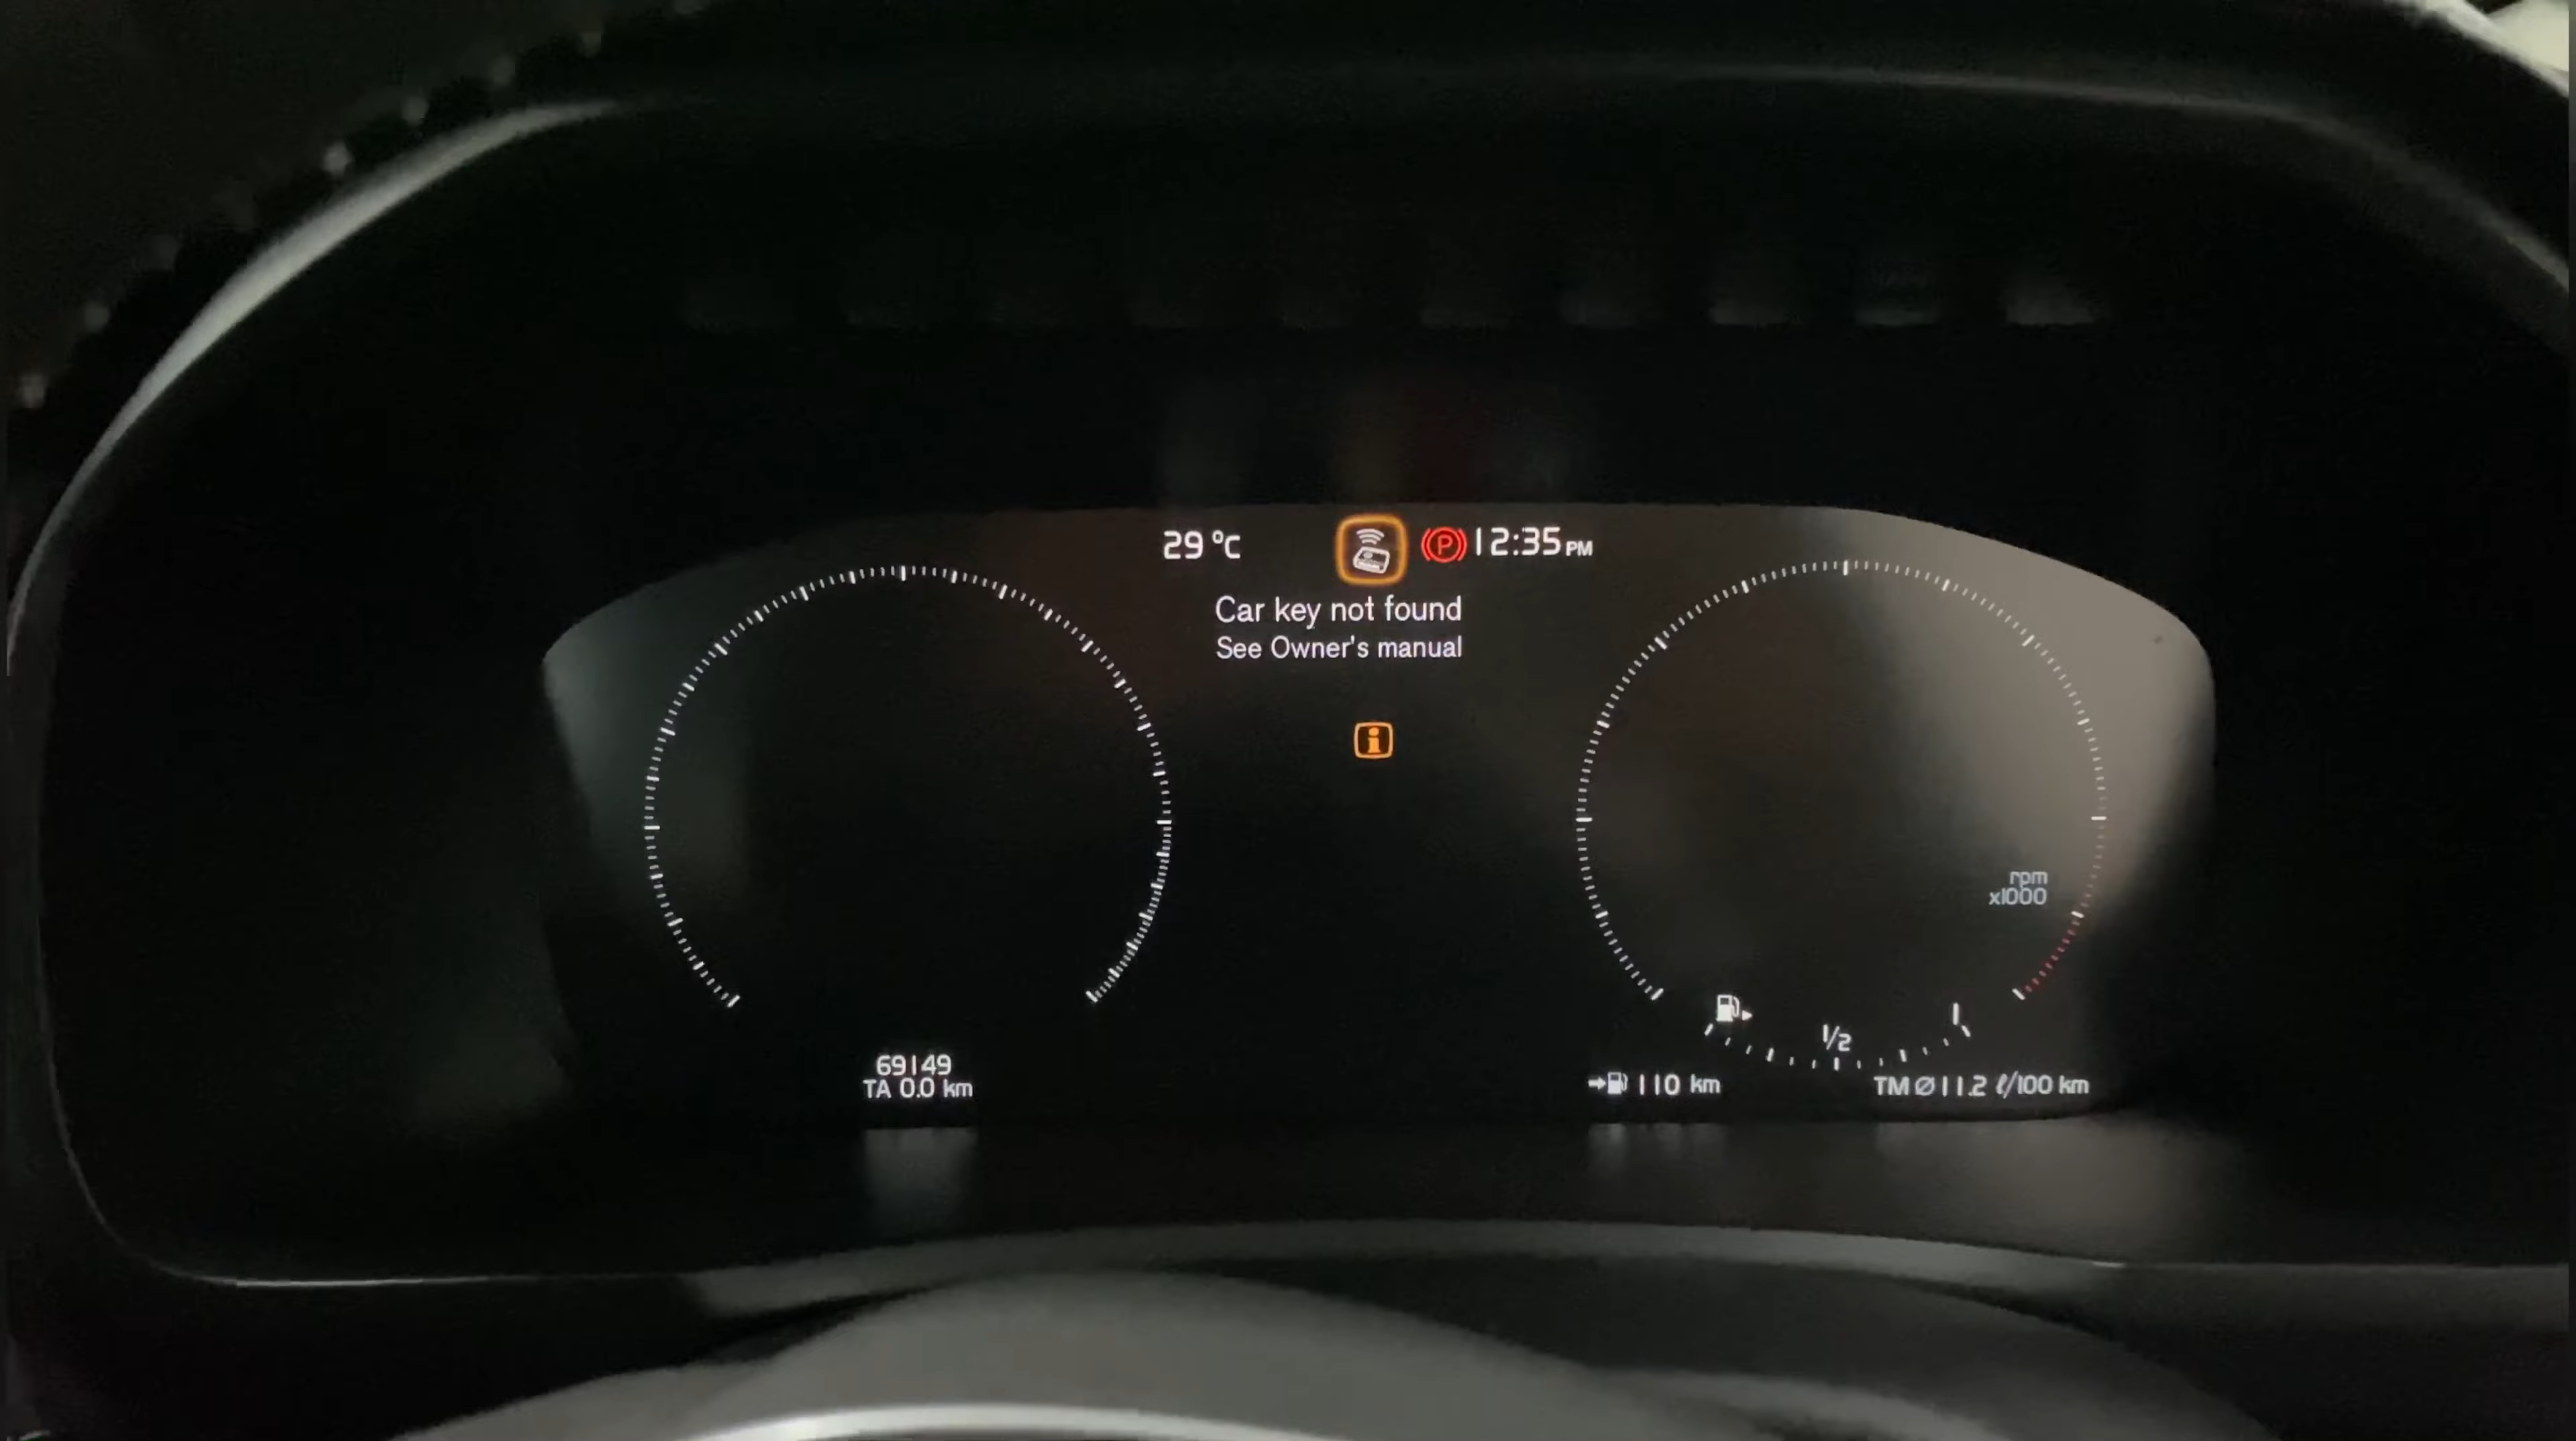 29 °C
P
12:35 PM
Car key not found
See Owner's manual
i
rpm
x1000
1/2
1
69149
TA 0.0 km
110 km
TM Ø 11.2 ℓ/100 km